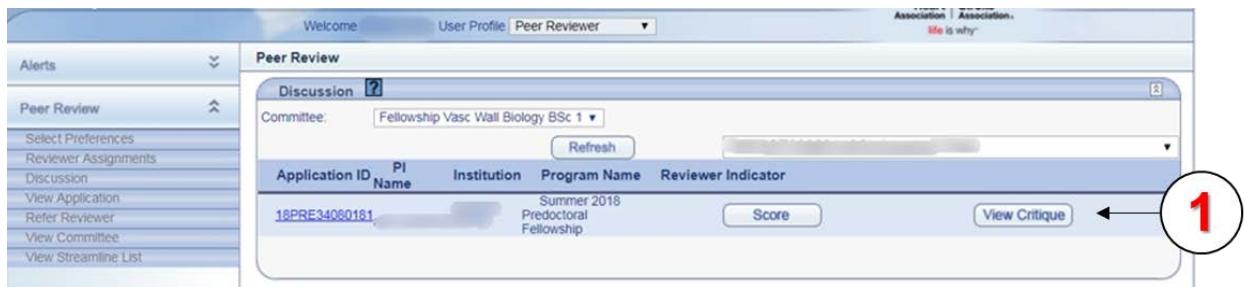 Welcome User Profile Peer Reviewer
Association | Association.
life is why™
Alerts
Peer Review
Select Preferences
Reviewer Assignments
Discussion
View Application
Refer Reviewer
View Committee
View Streamline List
Peer Review
Discussion ?
Committee: Fellowship Vasc Wall Biology BSc 1
Refresh
Application ID PI Name Institution Program Name Reviewer Indicator
18PRE34080181 Summer 2018 Predoctoral Fellowship Score View Critique
1